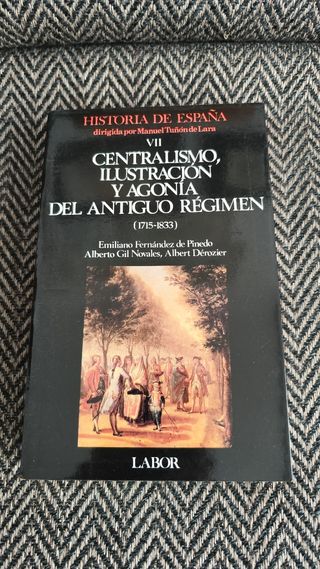 HISTORIA DE ESPAÑA
dirigida por Manuel Tuñón de Lara
VII
CENTRALISMO,
ILUSTRACIÓN
Y AGONÍA
DEL ANTIGUO RÉGIMEN
(1715-1833)
Emiliano Fernández de Pinedo
Alberto Gil Novales, Albert Dérozier
LABOR